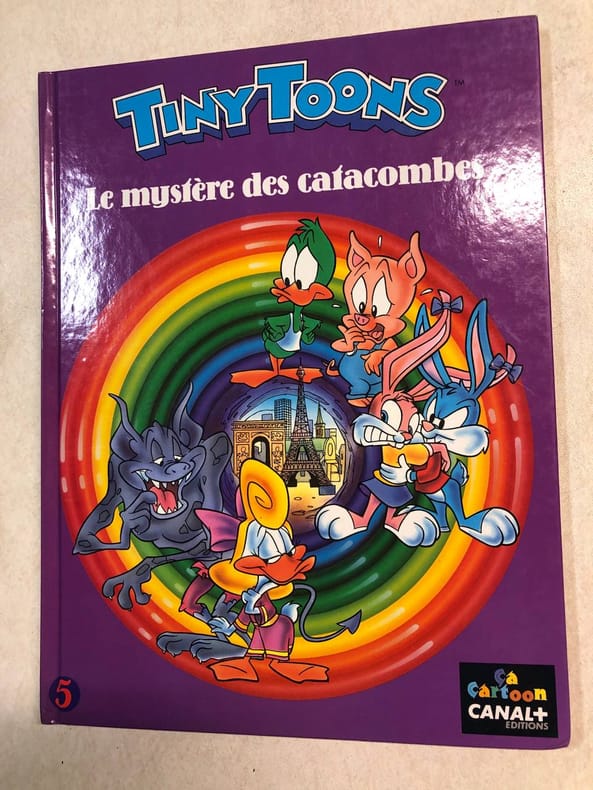 TINY TOONS™
Le mystère des catacombes
5
ça
cartoon
CANAL+
EDITIONS